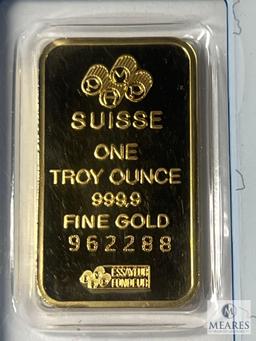 SUISSE
ONE
TROY OUNCE
999,9
FINE GOLD
962288
ESSAYEUR
FONDEUR
MEARES